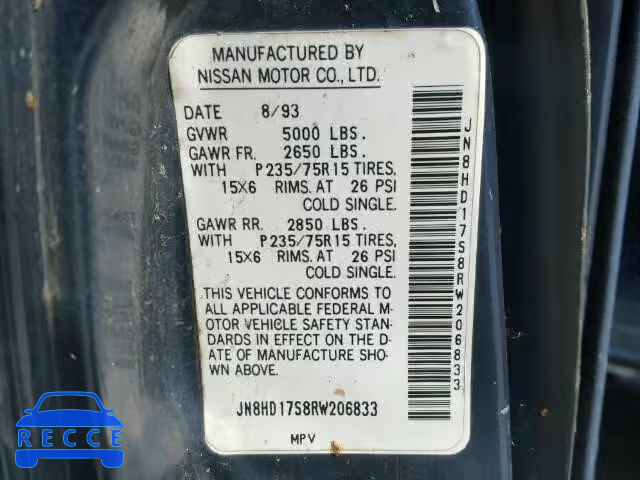 MANUFACTURED BY
NISSAN MOTOR CO., LTD.
DATE 8/93
GVWR 5000 LBS.
GAWR FR. 2650 LBS.
WITH P235/75R15 TIRES,
15X6 RIMS. AT 26 PSI
COLD SINGLE.
GAWR RR. 2850 LBS.
WITH P235/75R15 TIRES,
15X6 RIMS. AT 26 PSI
COLD SINGLE.
THIS VEHICLE CONFORMS TO
ALL APPLICABLE FEDERAL M-
OTOR VEHICLE SAFETY STAN-
DARDS IN EFFECT ON THE D-
ATE OF MANUFACTURE SHO-
WN ABOVE.
JN8HD17S8RW206833
MPV
JN8HD17S8RW206833
RECCE